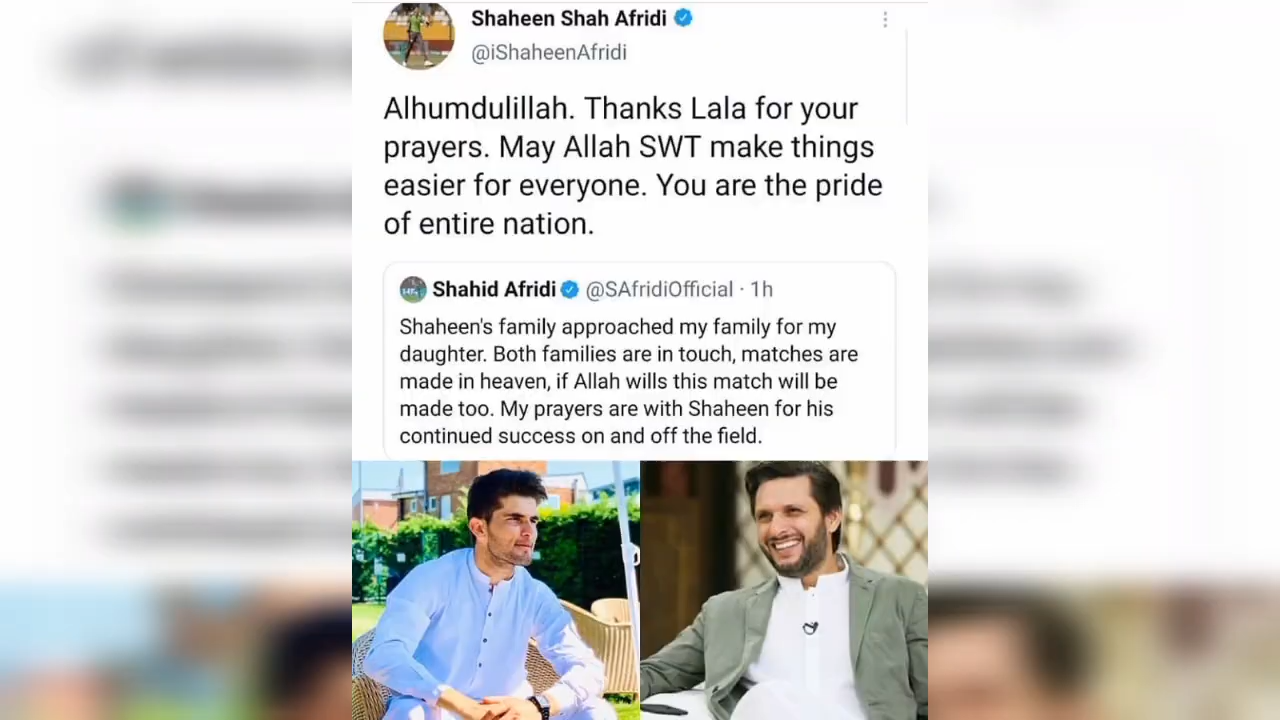 Shaheen Shah Afridi
@iShaheenAfridi
Alhumdulillah. Thanks Lala for your
prayers. May Allah SWT make things
easier for everyone. You are the pride
of entire nation.
Shahid Afridi @SAfridiOfficial · 1h
Shaheen's family approached my family for my
daughter. Both families are in touch, matches are
made in heaven, if Allah wills this match will be
made too. My prayers are with Shaheen for his
continued success on and off the field.